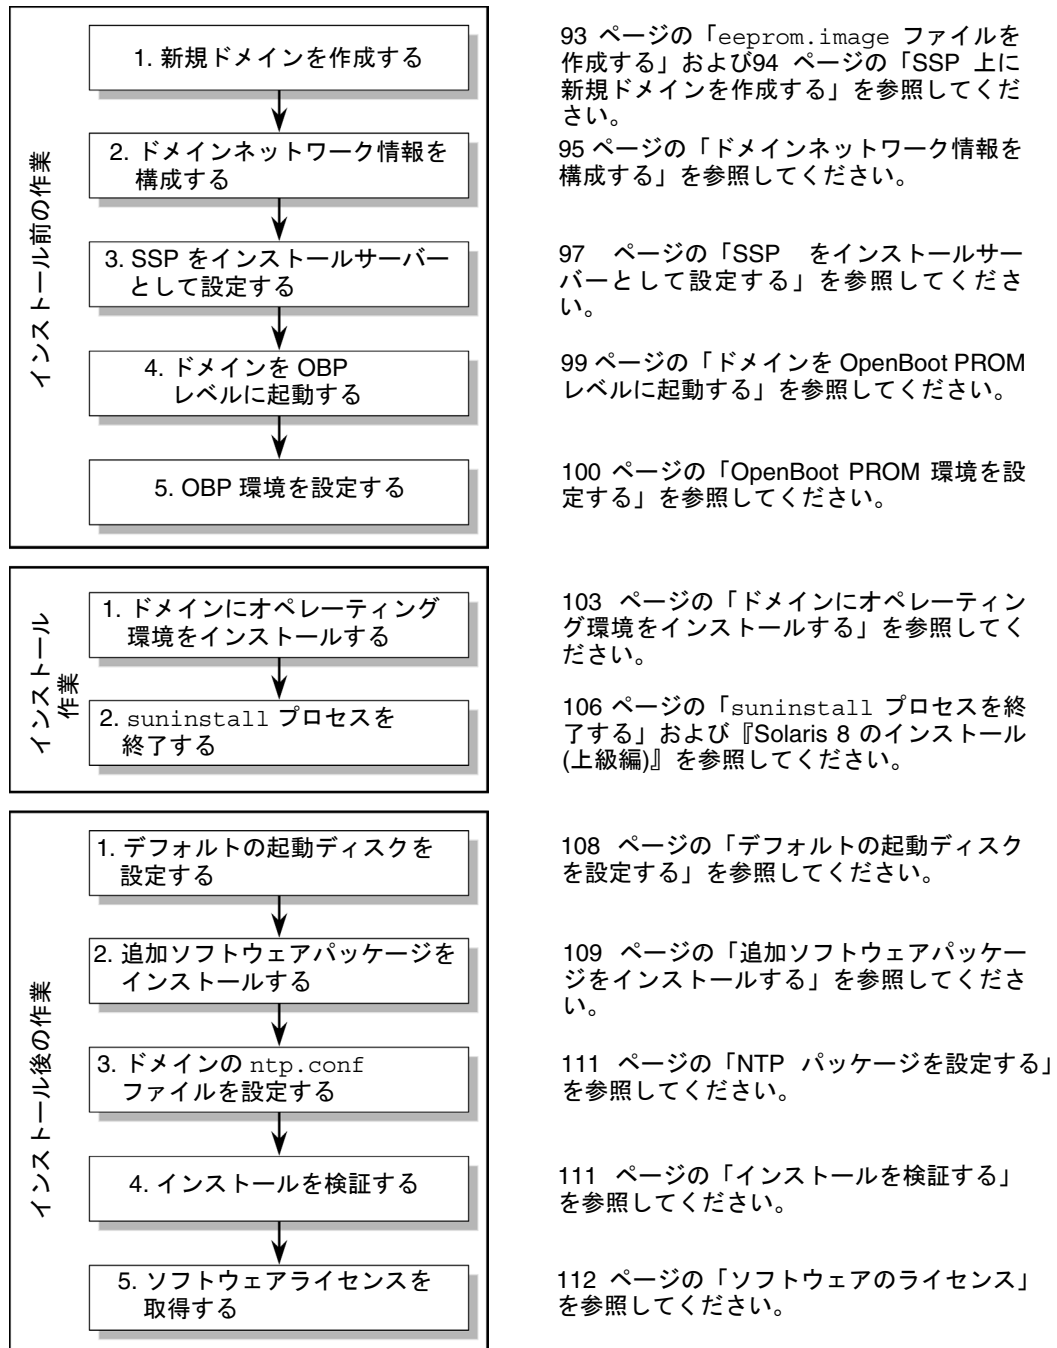 インストール前の作業
1. 新規ドメインを作成する
93 ページの「eeprom.image ファイルを
作成する」および94 ページの「SSP 上に
新規ドメインを作成する」を参照してくだ
さい。
2. ドメインネットワーク情報を
構成する
95 ページの「ドメインネットワーク情報を
構成する」を参照してください。
3. SSP をインストールサーバー
として設定する
97 ページの「SSP をインストールサー
バーとして設定する」を参照してくださ
い。
4. ドメインを OBP
レベルに起動する
99 ページの「ドメインを OpenBoot PROM
レベルに起動する」を参照してください。
5. OBP 環境を設定する
100 ページの「OpenBoot PROM 環境を設
定する」を参照してください。
インストール
作業
1. ドメインにオペレーティング
環境をインストールする
103 ページの「ドメインにオペレーティン
グ環境をインストールする」を参照してく
ださい。
2. suninstall プロセスを
終了する
106 ページの「suninstall プロセスを終
了する」および『Solaris 8 のインストール
(上級編)』を参照してください。
インストール後の作業
1. デフォルトの起動ディスクを
設定する
108 ページの「デフォルトの起動ディスク
を設定する」を参照してください。
2. 追加ソフトウェアパッケージを
インストールする
109 ページの「追加ソフトウェアパッケー
ジをインストールする」を参照してくださ
い。
3. ドメインの ntp.conf
ファイルを設定する
111 ページの「NTP パッケージを設定する」
を参照してください。
4. インストールを検証する
111 ページの「インストールを検証する」
を参照してください。
5. ソフトウェアライセンスを
取得する
112 ページの「ソフトウェアのライセンス」
を参照してください。